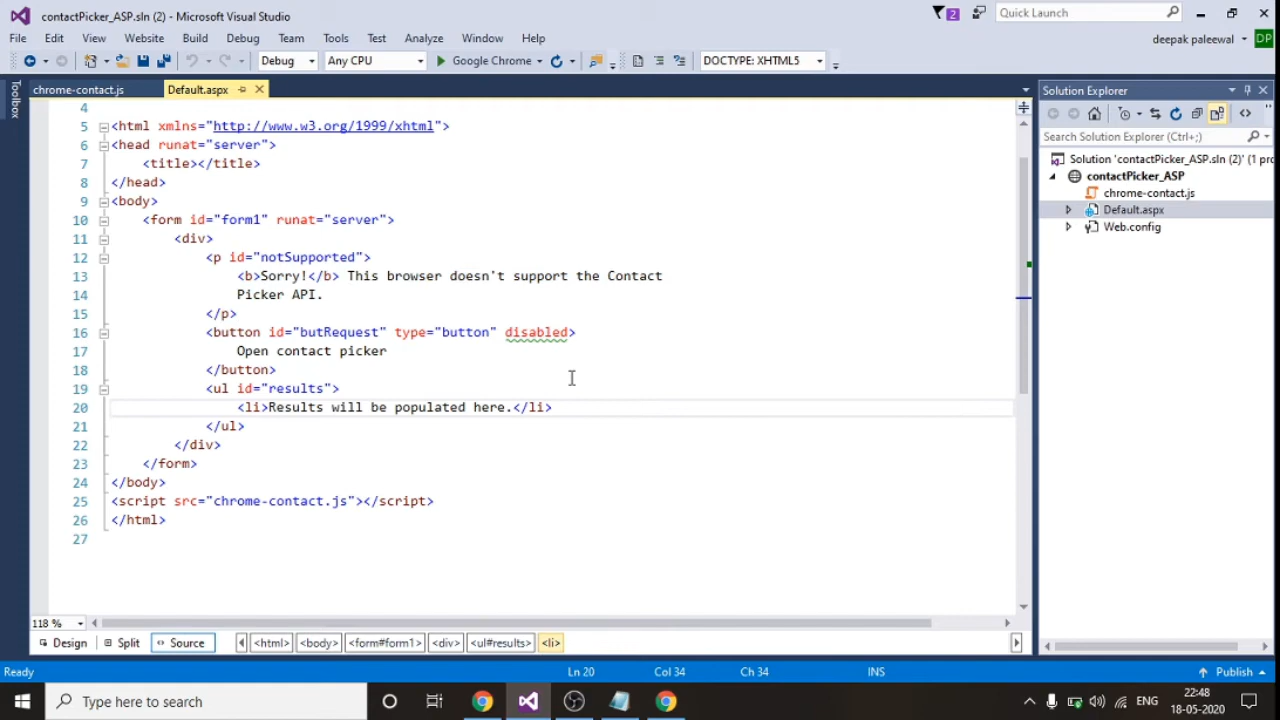 contactPicker_ASP.sln (2) - Microsoft Visual Studio
2
Quick Launch
File Edit View Website Build Debug Team Tools Test Analyze Window Help
deepak paleewal
DP
Debug Any CPU Google Chrome DOCTYPE: XHTML5
Toolbox
chrome-contact.js Default.aspx
Solution Explorer
Search Solution Explorer (Ctrl+;)
Solution 'contactPicker_ASP.sln (2)' (1 pro
contactPicker_ASP
chrome-contact.js
Default.aspx
Web.config
4
5 <html xmlns="http://www.w3.org/1999/xhtml">
6 <head runat="server">
7 <title></title>
8 </head>
9 <body>
10 <form id="form1" runat="server">
11 <div>
12 <p id="notSupported">
13 <b>Sorry!</b> This browser doesn't support the Contact
14 Picker API.
15 </p>
16 <button id="butRequest" type="button" disabled>
17 Open contact picker
18 </button>
19 <ul id="results">
20 <li>Results will be populated here.</li>
21 </ul>
22 </div>
23 </form>
24 </body>
25 <script src="chrome-contact.js"></script>
26 </html>
27
118 %
Design Split Source <html> <body> <form#form1> <div> <ul#results> <li>
Ready Ln 20 Col 34 Ch 34 INS Publish
Type here to search
ENG
22:48
18-05-2020